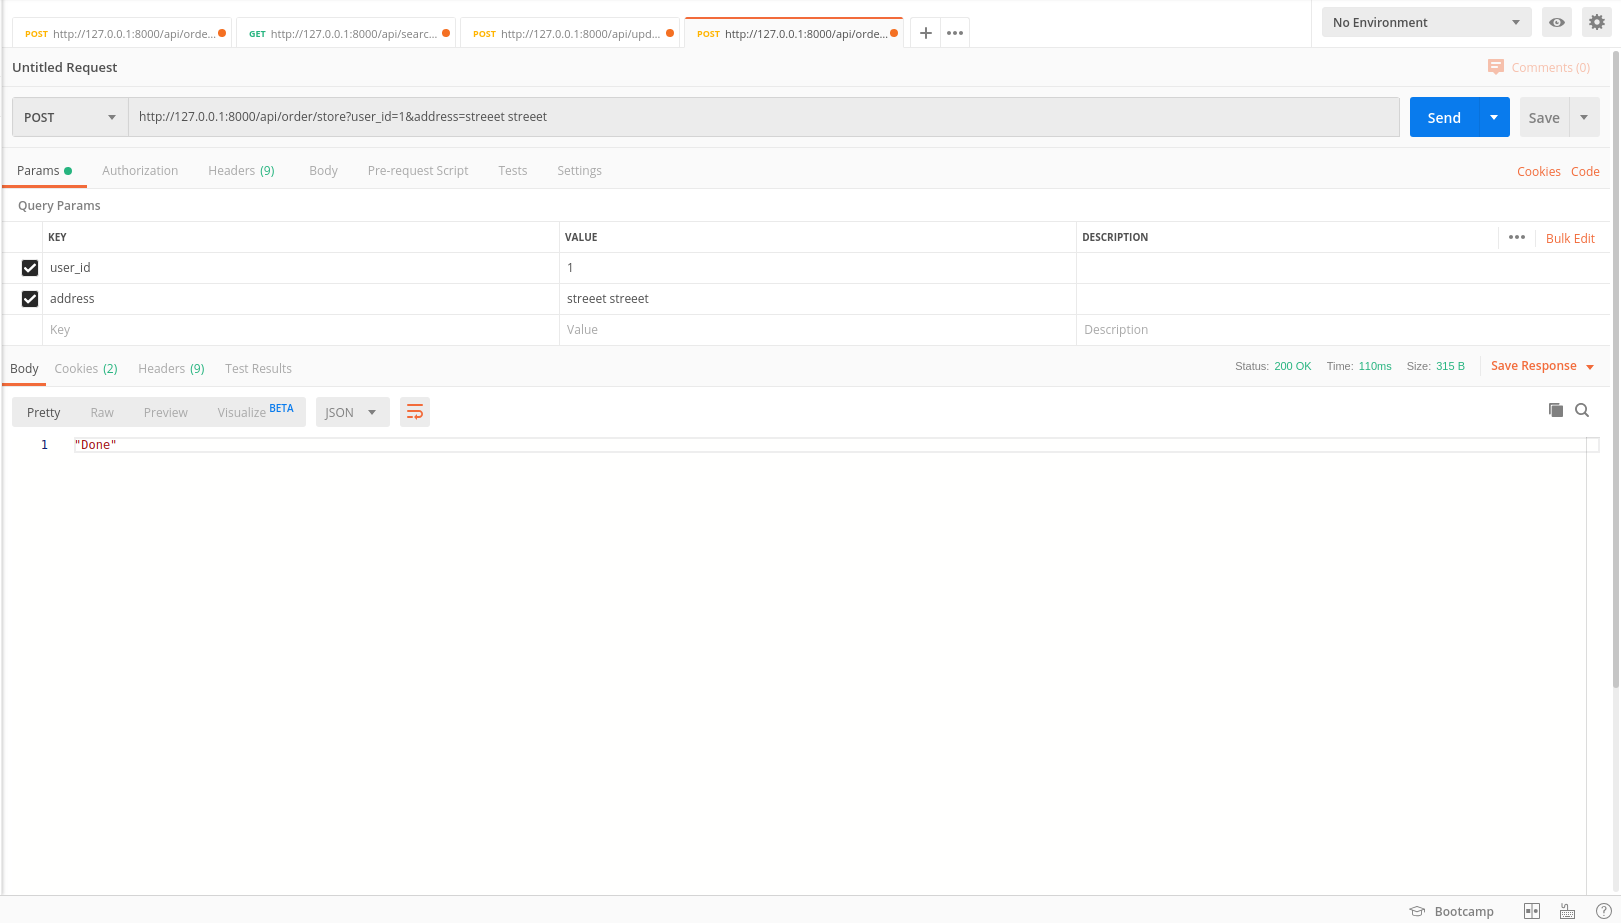 POST http://127.0.0.1:8000/api/orde... GET http://127.0.0.1:8000/api/searc... POST http://127.0.0.1:8000/api/upd... POST http://127.0.0.1:8000/api/orde... No Environment
Untitled Request Comments (0)
POST http://127.0.0.1:8000/api/order/store?user_id=1&address=streeet streeet Send Save
Params Authorization Headers (9) Body Pre-request Script Tests Settings Cookies Code
Query Params
KEY VALUE DESCRIPTION Bulk Edit
user_id 1
address streeet streeet
Key Value Description
Body Cookies (2) Headers (9) Test Results Status: 200 OK Time: 110ms Size: 315 B Save Response
Pretty Raw Preview Visualize BETA JSON
1 "Done"
Bootcamp